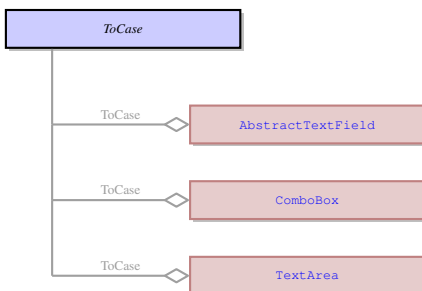 ToCase
ToCase
AbstractTextField
ToCase
ComboBox
ToCase
TextArea